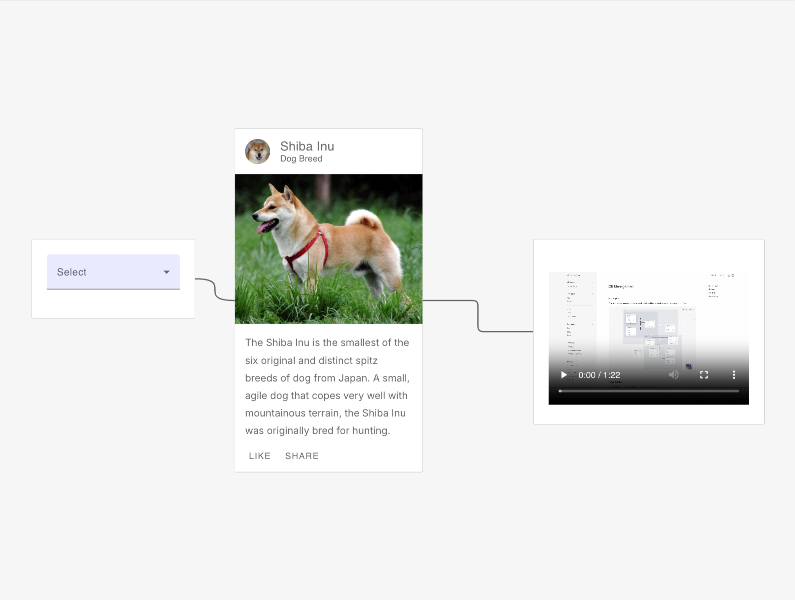 Select
Shiba Inu
Dog Breed
The Shiba Inu is the smallest of the
six original and distinct spitz
breeds of dog from Japan. A small,
agile dog that copes very well with
mountainous terrain, the Shiba Inu
was originally bred for hunting.
LIKE SHARE
0:00 / 1:22